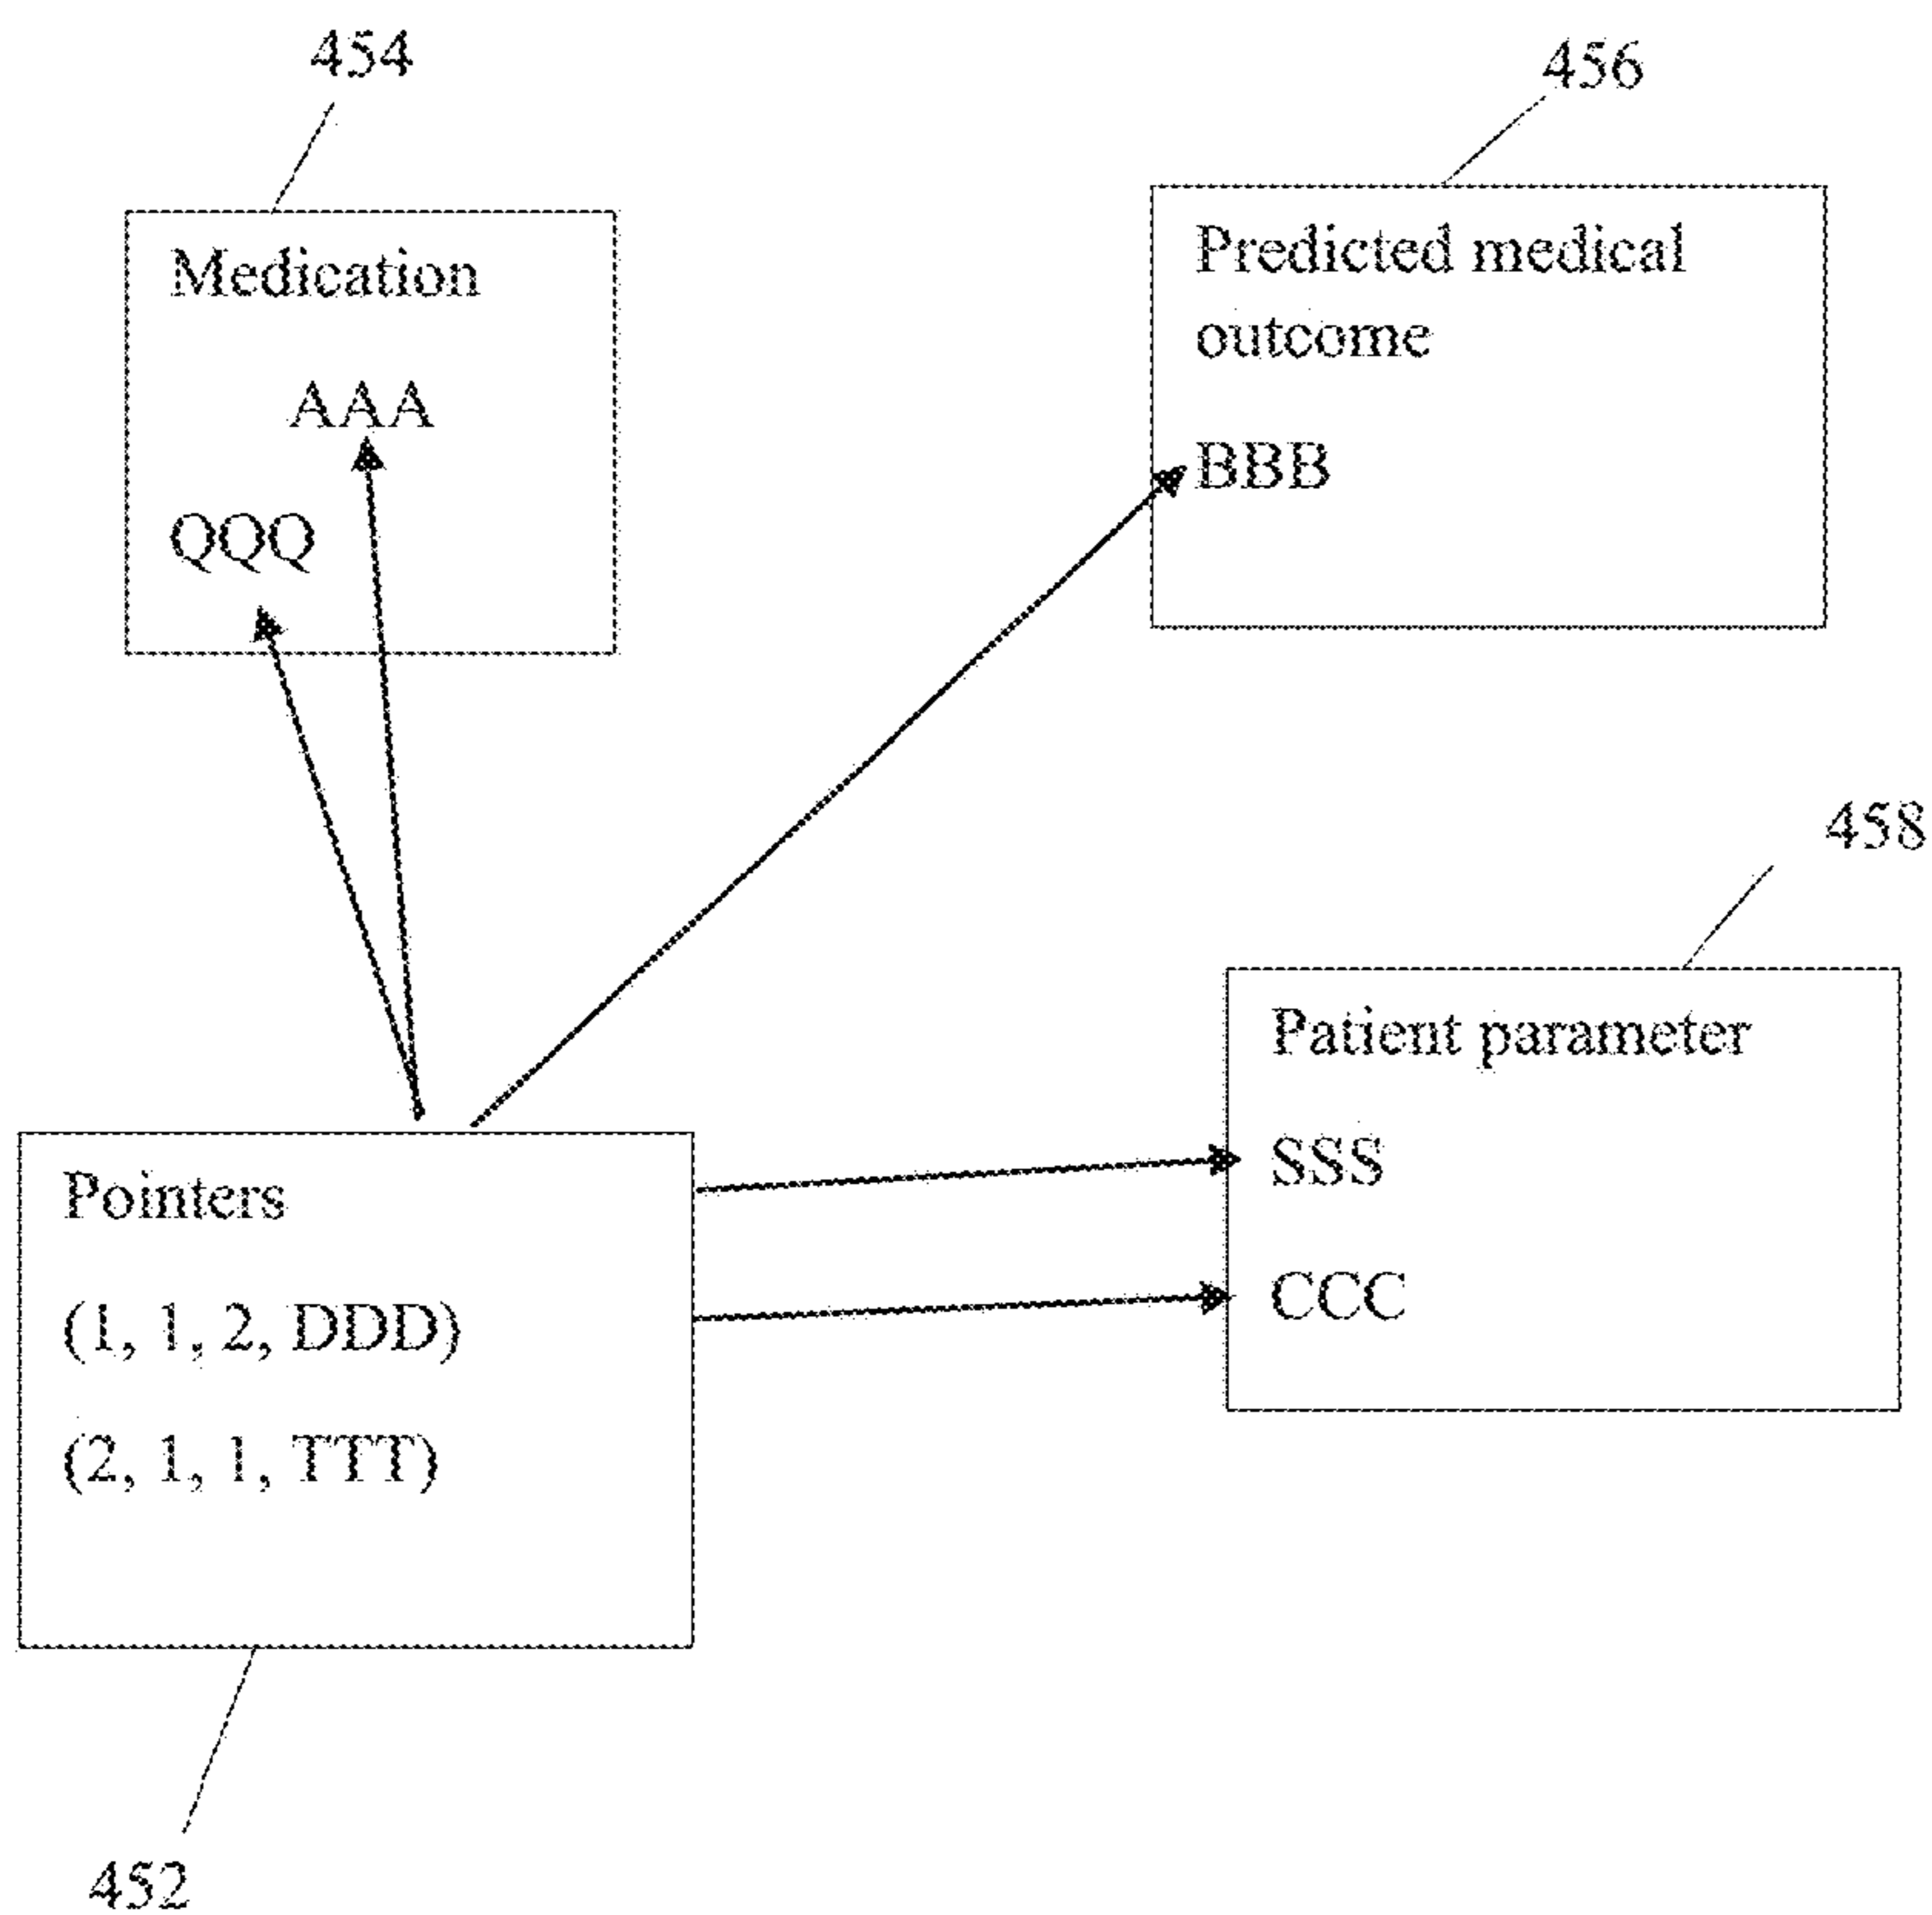 454
456
Medication
AAA
QQQ
Predicted medical
outcome
BBB
458
Patient parameter
SSS
CCC
Pointers
(1, 1, 2, DDD)
(2, 1, 1, TTT)
452